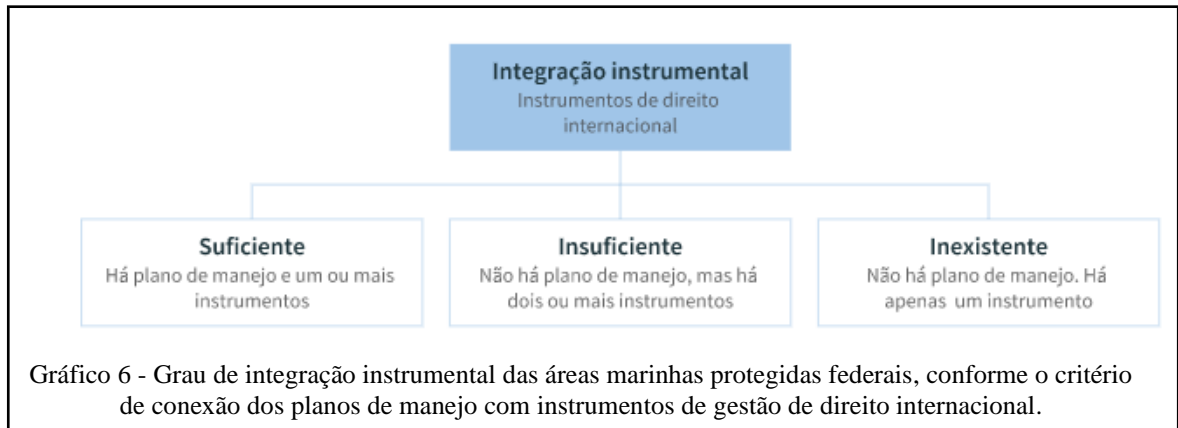 Integração instrumental
Instrumentos de direito
internacional
Suficiente
Há plano de manejo e um ou mais
instrumentos
Insuficiente
Não há plano de manejo, mas há
dois ou mais instrumentos
Inexistente
Não há plano de manejo. Há
apenas um instrumento
Gráfico 6 - Grau de integração instrumental das áreas marinhas protegidas federais, conforme o critério
de conexão dos planos de manejo com instrumentos de gestão de direito internacional.